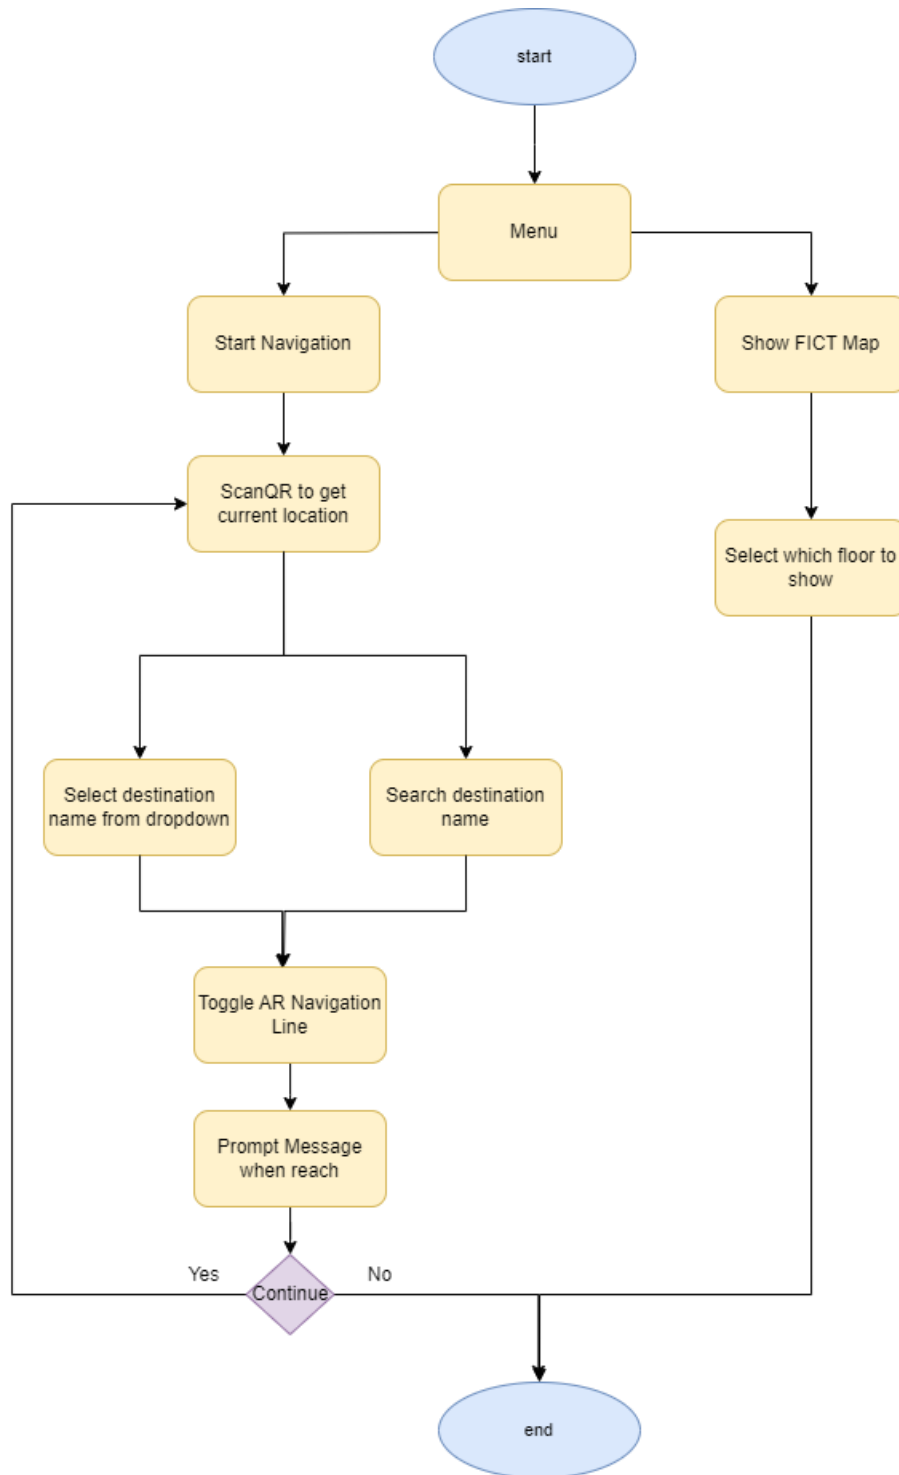 start
Menu
Start Navigation
Show FICT Map
ScanQR to get
current location
Select which floor to
show
Select destination
name from dropdown
Search destination
name
Toggle AR Navigation
Line
Prompt Message
when reach
Yes
Continue
No
end